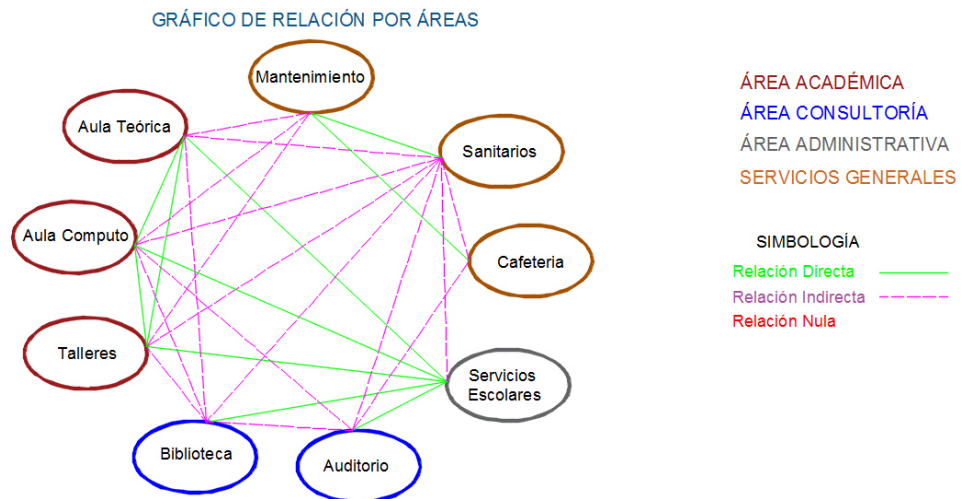 GRÁFICO DE RELACIÓN POR ÁREAS
Mantenimiento
Aula Teórica
Sanitarios
Aula Computo
Cafeteria
Talleres
Servicios
Escolares
Biblioteca
Auditorio
ÁREA ACADÉMICA
ÁREA CONSULTORÍA
ÁREA ADMINISTRATIVA
SERVICIOS GENERALES
SIMBOLOGÍA
Relación Directa
Relación Indirecta
Relación Nula